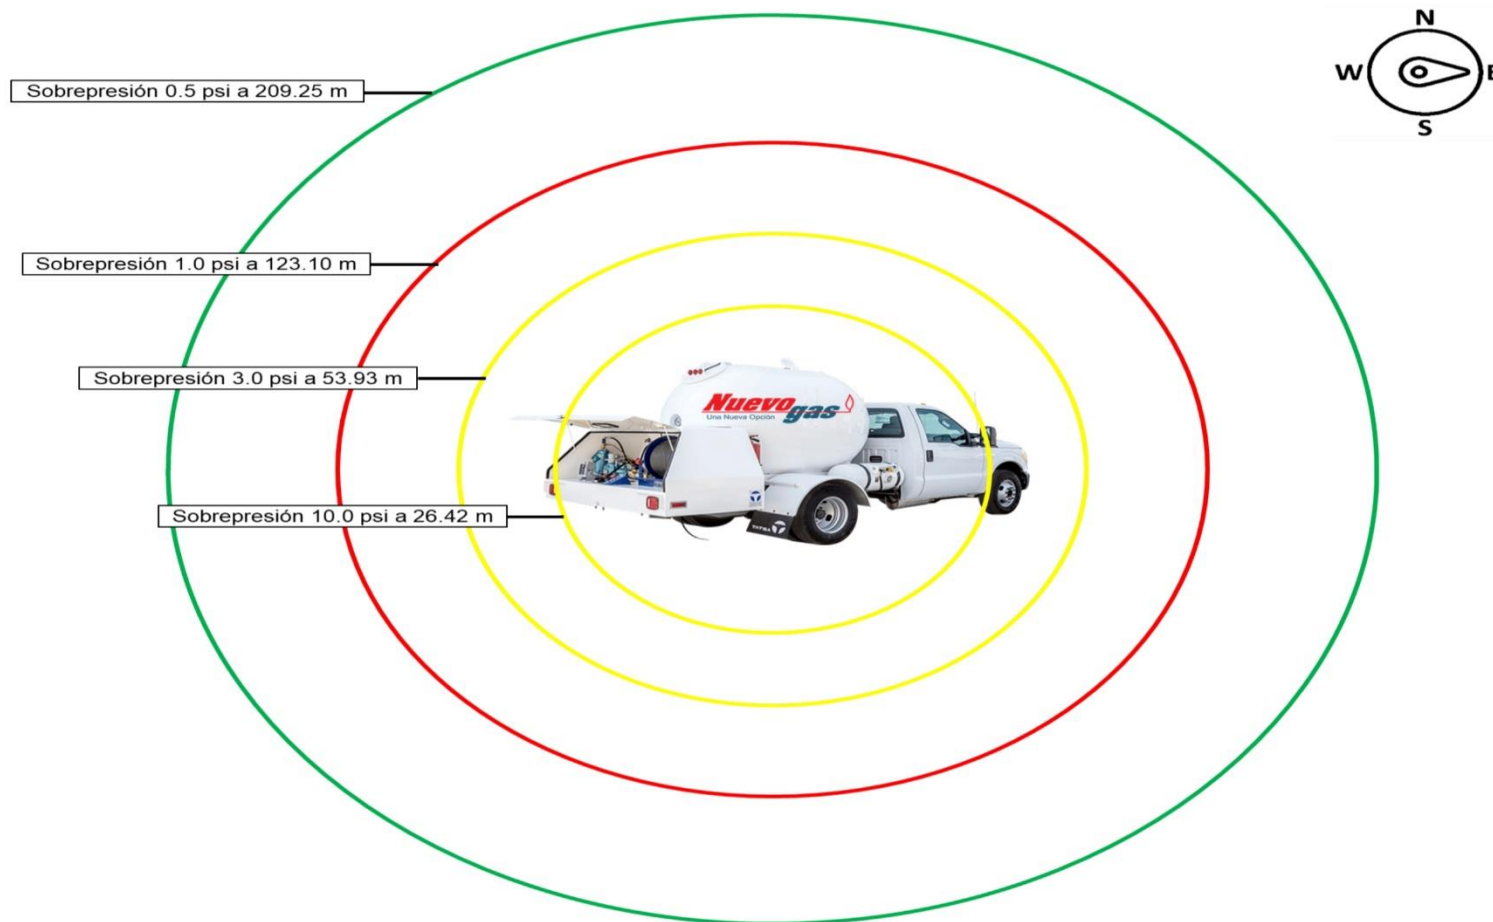 N
W E
S
Sobrepresión 0.5 psi a 209.25 m
Sobrepresión 1.0 psi a 123.10 m
Sobrepresión 3.0 psi a 53.93 m
Sobrepresión 10.0 psi a 26.42 m
Nuevo
gas
Una Nueva Opción
TATSA